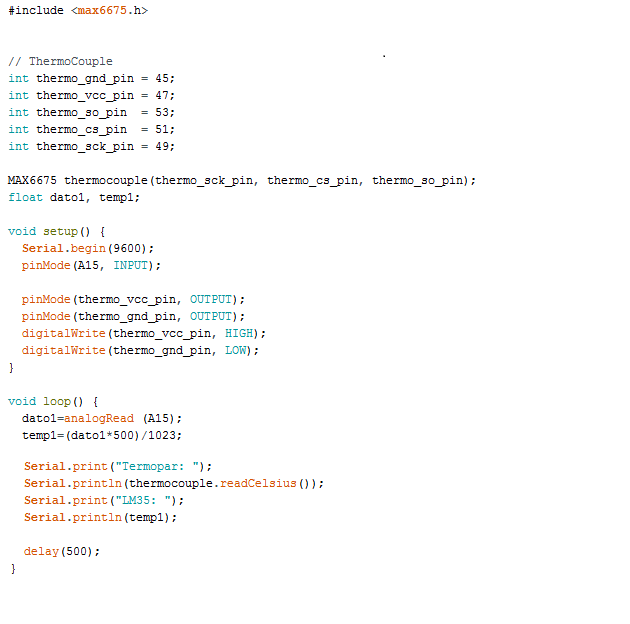 #include <max6675.h>
// ThermoCouple
int thermo_gnd_pin = 45;
int thermo_vcc_pin = 47;
int thermo_so_pin  = 53;
int thermo_cs_pin  = 51;
int thermo_sck_pin = 49;
MAX6675 thermocouple(thermo_sck_pin, thermo_cs_pin, thermo_so_pin);
float dato1, temp1;
void setup() {
  Serial.begin(9600);
  pinMode(A15, INPUT);
  pinMode(thermo_vcc_pin, OUTPUT);
  pinMode(thermo_gnd_pin, OUTPUT);
  digitalWrite(thermo_vcc_pin, HIGH);
  digitalWrite(thermo_gnd_pin, LOW);
}
void loop() {
  dato1=analogRead (A15);
  temp1=(dato1*500)/1023;
  Serial.print("Termopar: ");
  Serial.println(thermocouple.readCelsius());
  Serial.print("LM35: ");
  Serial.println(temp1);
  delay(500);
}